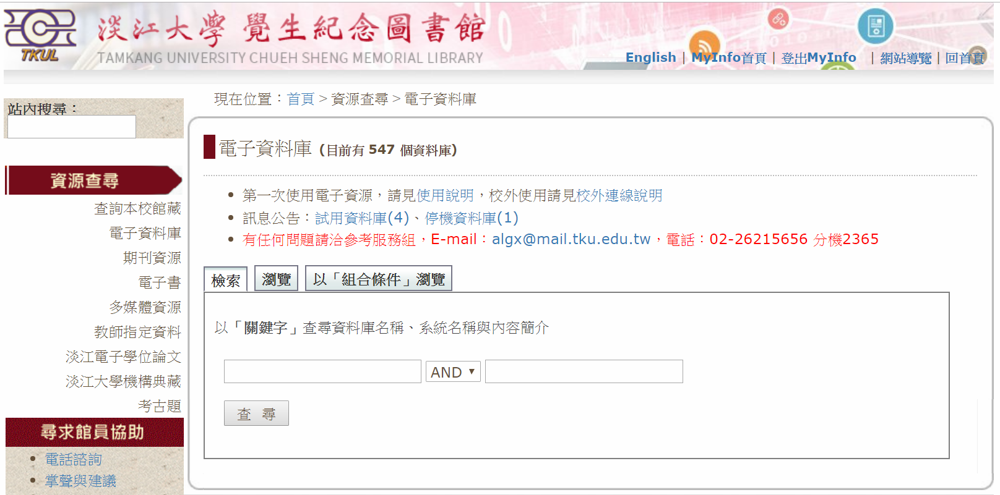 TKUL
淡江大學 覺生紀念圖書館
TAMKANG UNIVERSITY CHUEH SHENG MEMORIAL LIBRARY
English | MyInfo首頁 | 登出MyInfo | 網站導覽 | 回首頁
站內搜尋：
現在位置：首頁 > 資源查尋 > 電子資料庫
資源查尋
查詢本校館藏
電子資料庫
期刊資源
電子書
多媒體資源
教師指定資料
淡江電子學位論文
淡江大學機構典藏
考古題
尋求館員協助
電話諮詢
掌聲與建議
電子資料庫 (目前有 547 個資料庫)
第一次使用電子資源，請見使用說明，校外使用請見校外連線說明
訊息公告：試用資料庫(4)、停機資料庫(1)
有任何問題請洽參考服務組，E-mail：algx@mail.tku.edu.tw，電話：02-26215656 分機2365
檢索 瀏覽 以「組合條件」瀏覽
以「關鍵字」查尋資料庫名稱、系統名稱與內容簡介
AND
查 尋